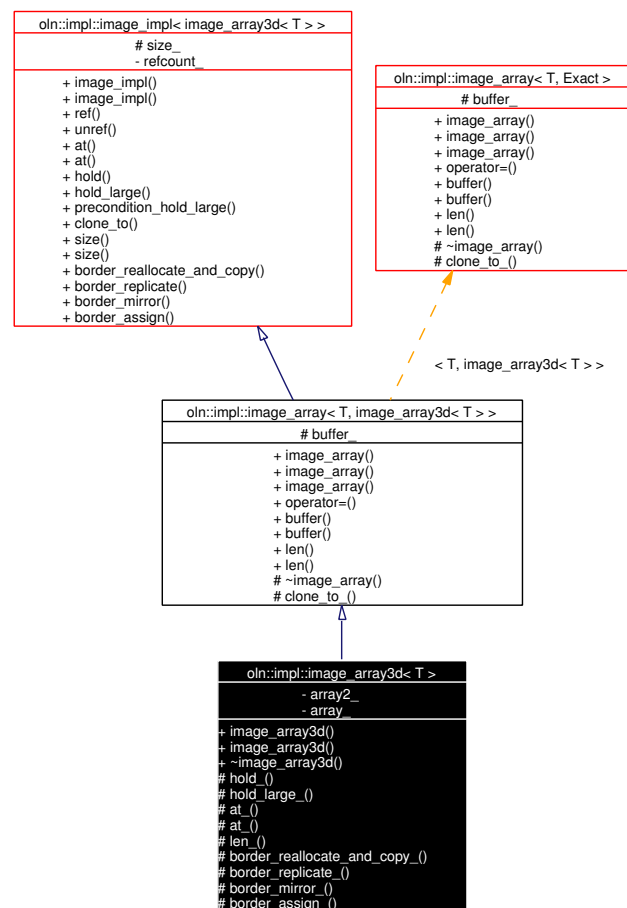 oln::impl::image_impl< image_array3d< T > >
# size_
- refcount_
+ image_impl()
+ image_impl()
+ ref()
+ unref()
+ at()
+ at()
+ hold()
+ hold_large()
+ precondition_hold_large()
+ clone_to()
+ size()
+ size()
+ border_reallocate_and_copy()
+ border_replicate()
+ border_mirror()
+ border_assign()
oln::impl::image_array< T, Exact >
# buffer_
+ image_array()
+ image_array()
+ image_array()
+ operator=()
+ buffer()
+ buffer()
+ len()
+ len()
# ~image_array()
# clone_to_()
< T, image_array3d< T > >
oln::impl::image_array< T, image_array3d< T > >
# buffer_
+ image_array()
+ image_array()
+ image_array()
+ operator=()
+ buffer()
+ buffer()
+ len()
+ len()
# ~image_array()
# clone_to_()
oln::impl::image_array3d< T >
- array2_
- array_
+ image_array3d()
+ image_array3d()
+ ~image_array3d()
# hold_()
# hold_large_()
# at_()
# at_()
# len_()
# border_reallocate_and_copy_()
# border_replicate_()
# border_mirror_()
# border_assign_()